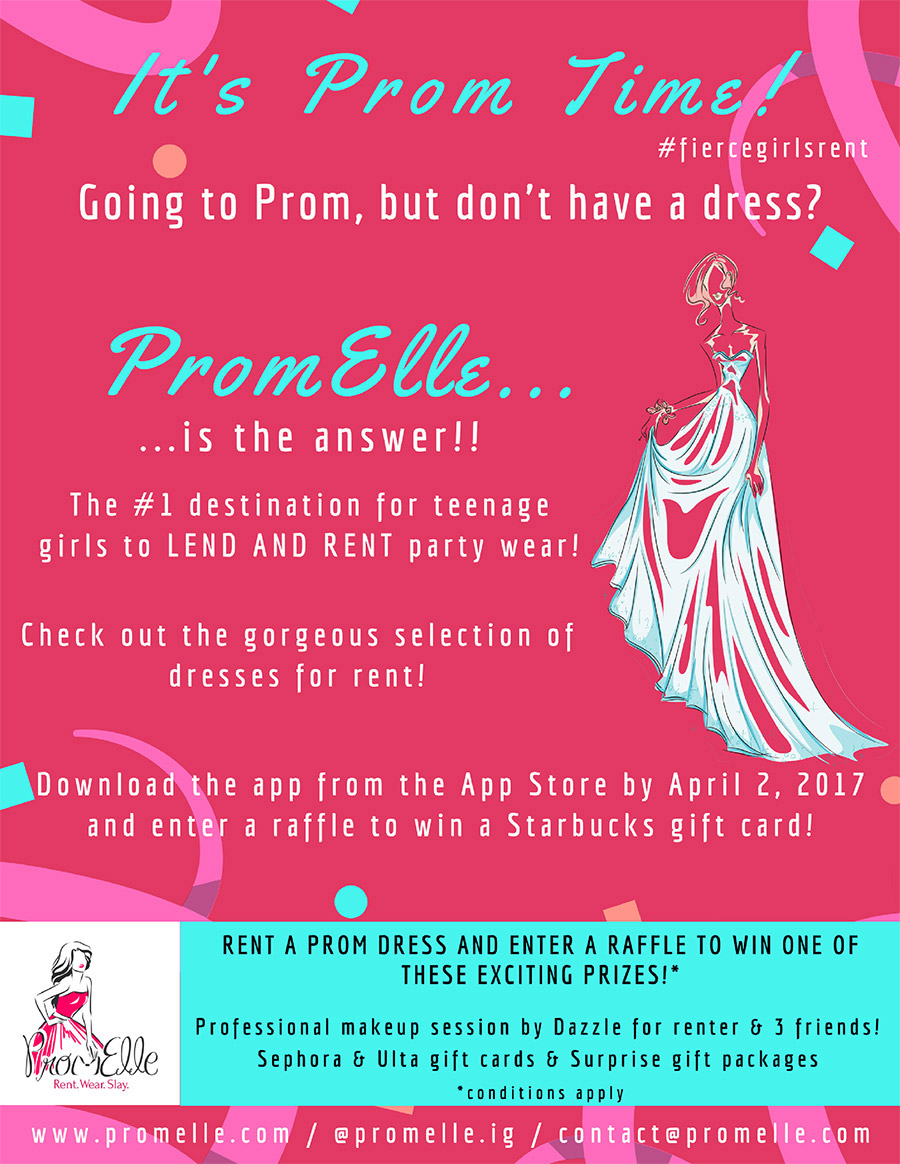 It's Prom Time!
#fiercegirlsrent
Going to Prom, but don't have a dress?
PromElle...
...is the answer!!
The #1 destination for teenage
girls to LEND AND RENT party wear!
Check out the gorgeous selection of
dresses for rent!
Download the app from the App Store by April 2, 2017
and enter a raffle to win a Starbucks gift card!
RENT A PROM DRESS AND ENTER A RAFFLE TO WIN ONE OF
THESE EXCITING PRIZES!*
Professional makeup session by Dazzle for renter & 3 friends!
Sephora & Ulta gift cards & Surprise gift packages
*conditions apply
PromElle
Rent. Wear. Slay.
www.promelle.com / @promelle.ig / contact@promelle.com